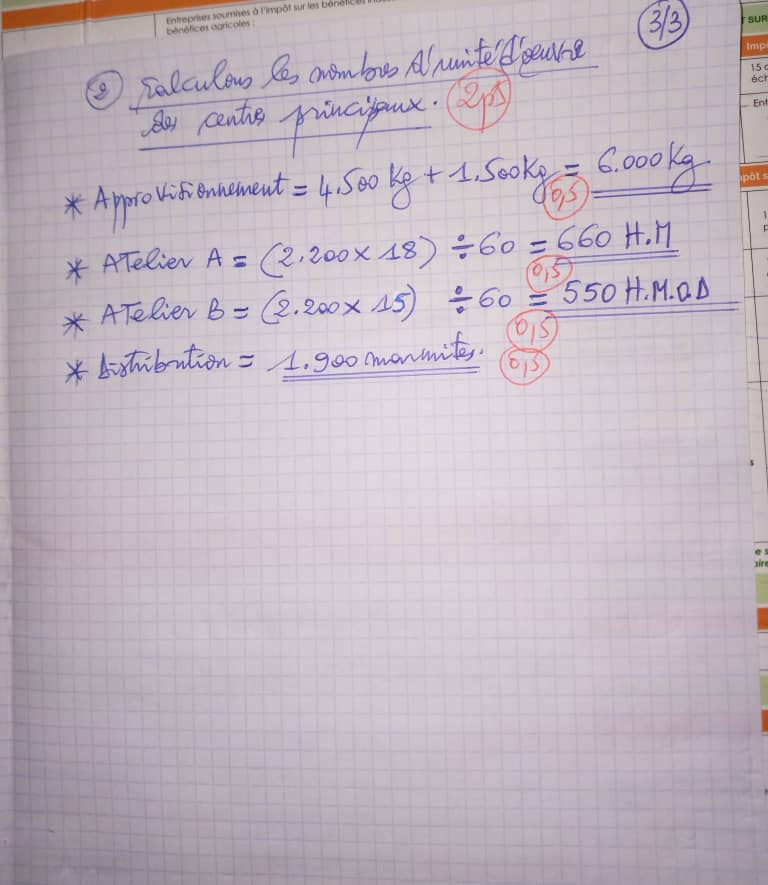 Entreprises soumises à l'impôt sur les bénéfices
bénéfices agricoles :
3/3
SUR
Imp
15
éch
Ent
② Calculons les nombres d'unité d'oeuvre
des centres principaux. 2pts
* Approvisionnement = 4.500 Kg + 1.500 Kg = 6.000 Kg.
0,5
* ATelier A = (2.200 x 18) ÷ 60 = 660 H.M
0,5
* ATelier B = (2.200 x 15) ÷ 60 = 550 H.M.O.D
0,5
* Distribution = 1.900 marmites.
0,5
pôt s